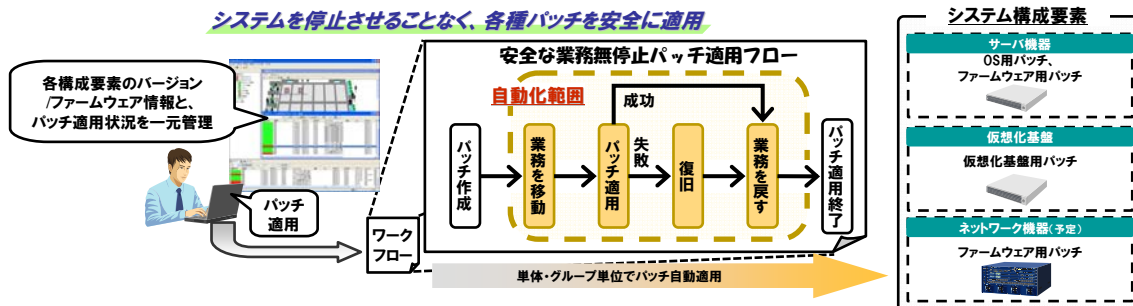 システムを停止させることなく、各種パッチを安全に適用
各構成要素のバージョン
/ファームウェア情報と、
パッチ適用状況を一元管理
パッチ
適用
ワーク
フロー
安全な業務無停止パッチ適用フロー
自動化範囲
成功
パッチ作成
業務を移動
パッチ適用
失敗
復旧
業務を戻す
パッチ適用終了
単体・グループ単位でパッチ自動適用
システム構成要素
サーバ機器
OS用パッチ、
ファームウェア用パッチ
仮想化基盤
仮想化基盤用パッチ
ネットワーク機器(予定)
ファームウェア用パッチ